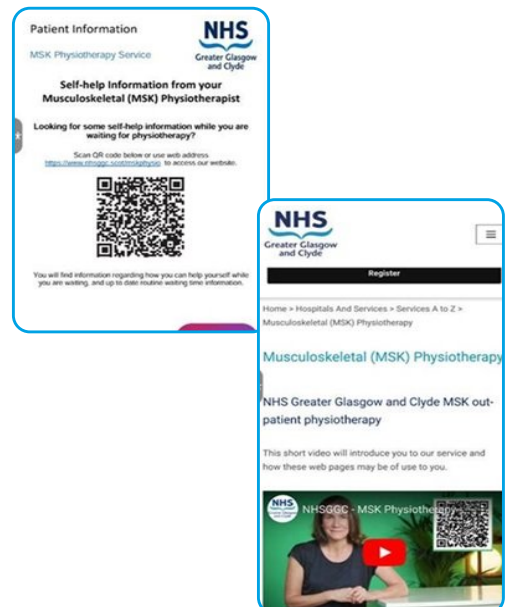 Patient Information
NHS
MSK Physiotherapy Service
Greater Glasgow
and Clyde
Self-help Information from your
Musculoskeletal (MSK) Physiotherapist
Looking for some self-help information while you are
waiting for physiotherapy?
Scan QR code below or use web address
https://www.nhsggc.scot/mskphysio to access our website.
You will find information regarding how you can help yourself while
you are waiting, and up to date routine waiting time information.
NHS
Greater Glasgow
and Clyde
Register
Home > Hospitals And Services > Services A to Z >
Musculoskeletal (MSK) Physiotherapy
Musculoskeletal (MSK) Physiotherapy
NHS Greater Glasgow and Clyde MSK out-
patient physiotherapy
This short video will introduce you to our service and
how these web pages may be of use to you.
NHS
NHSGGC - MSK Physiotherapy